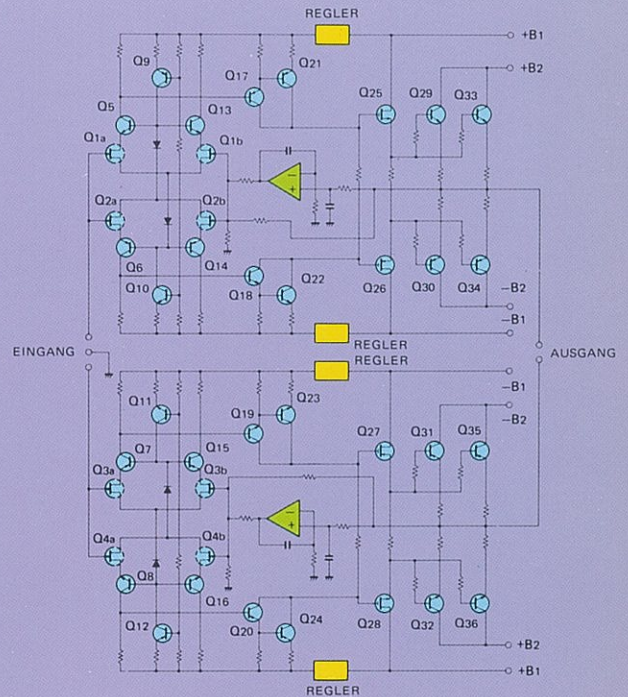 REGLER
+B1
Q9
Q17
Q21
+B2
Q5
Q13
Q25
Q29
Q33
Q1a
Q1b
−
+
Q2a
Q2b
Q6
Q14
Q22
Q10
Q18
Q26
Q30
Q34
−B2
−B1
REGLER
EINGANG
AUSGANG
REGLER
−B1
Q11
Q23
−B2
Q19
Q7
Q15
Q27
Q31
Q35
Q3a
Q3b
−
+
Q4a
Q4b
Q8
Q16
Q12
Q20
Q24
Q28
Q32
Q36
+B2
+B1
REGLER